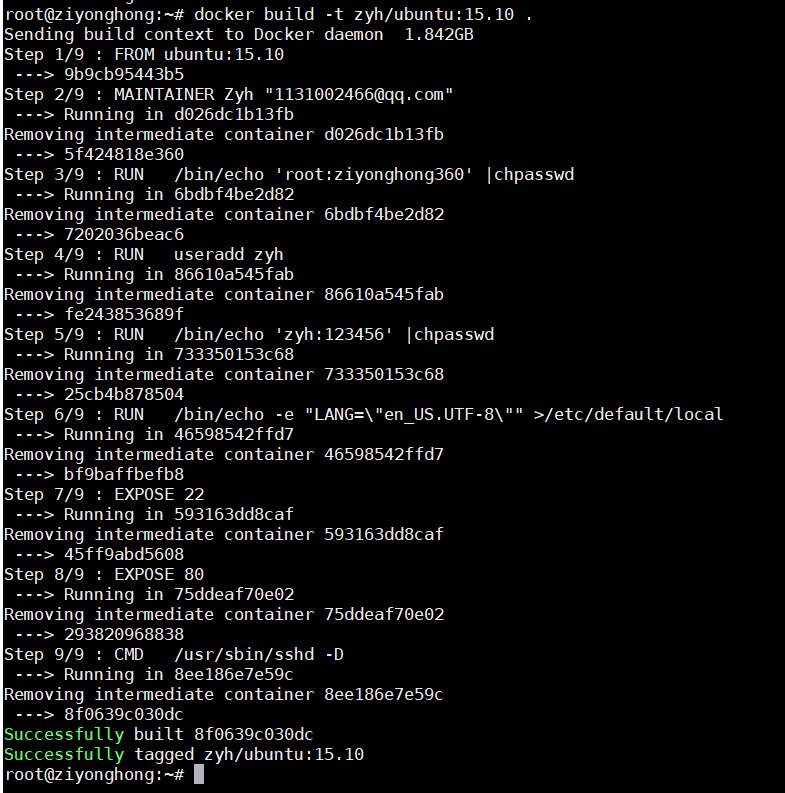 root@ziyonghong:~# docker build -t zyh/ubuntu:15.10 .
Sending build context to Docker daemon  1.842GB
Step 1/9 : FROM ubuntu:15.10
 ---> 9b9cb95443b5
Step 2/9 : MAINTAINER Zyh "1131002466@qq.com"
 ---> Running in d026dc1b13fb
Removing intermediate container d026dc1b13fb
 ---> 5f424818e360
Step 3/9 : RUN   /bin/echo 'root:ziyonghong360' |chpasswd
 ---> Running in 6bdbf4be2d82
Removing intermediate container 6bdbf4be2d82
 ---> 7202036beac6
Step 4/9 : RUN   useradd zyh
 ---> Running in 86610a545fab
Removing intermediate container 86610a545fab
 ---> fe243853689f
Step 5/9 : RUN   /bin/echo 'zyh:123456' |chpasswd
 ---> Running in 733350153c68
Removing intermediate container 733350153c68
 ---> 25cb4b878504
Step 6/9 : RUN   /bin/echo -e "LANG=\"en_US.UTF-8\"" >/etc/default/local
 ---> Running in 46598542ffd7
Removing intermediate container 46598542ffd7
 ---> bf9baffbefb8
Step 7/9 : EXPOSE 22
 ---> Running in 593163dd8caf
Removing intermediate container 593163dd8caf
 ---> 45ff9abd5608
Step 8/9 : EXPOSE 80
 ---> Running in 75ddeaf70e02
Removing intermediate container 75ddeaf70e02
 ---> 293820968838
Step 9/9 : CMD   /usr/sbin/sshd -D
 ---> Running in 8ee186e7e59c
Removing intermediate container 8ee186e7e59c
 ---> 8f0639c030dc
Successfully built 8f0639c030dc
Successfully tagged zyh/ubuntu:15.10
root@ziyonghong:~#